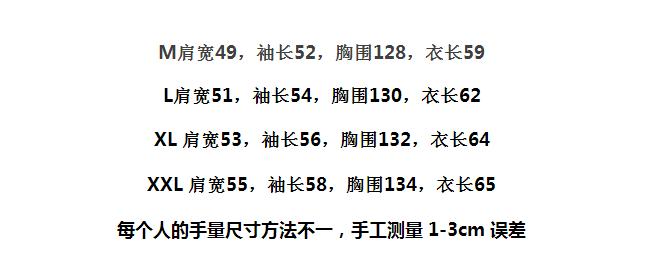 M肩宽49，袖长52，胸围128，衣长59
L肩宽51，袖长54，胸围130，衣长62
XL 肩宽53，袖长56，胸围132，衣长64
XXL 肩宽55，袖长58，胸围134，衣长65
每个人的手量尺寸方法不一，手工测量 1-3cm 误差